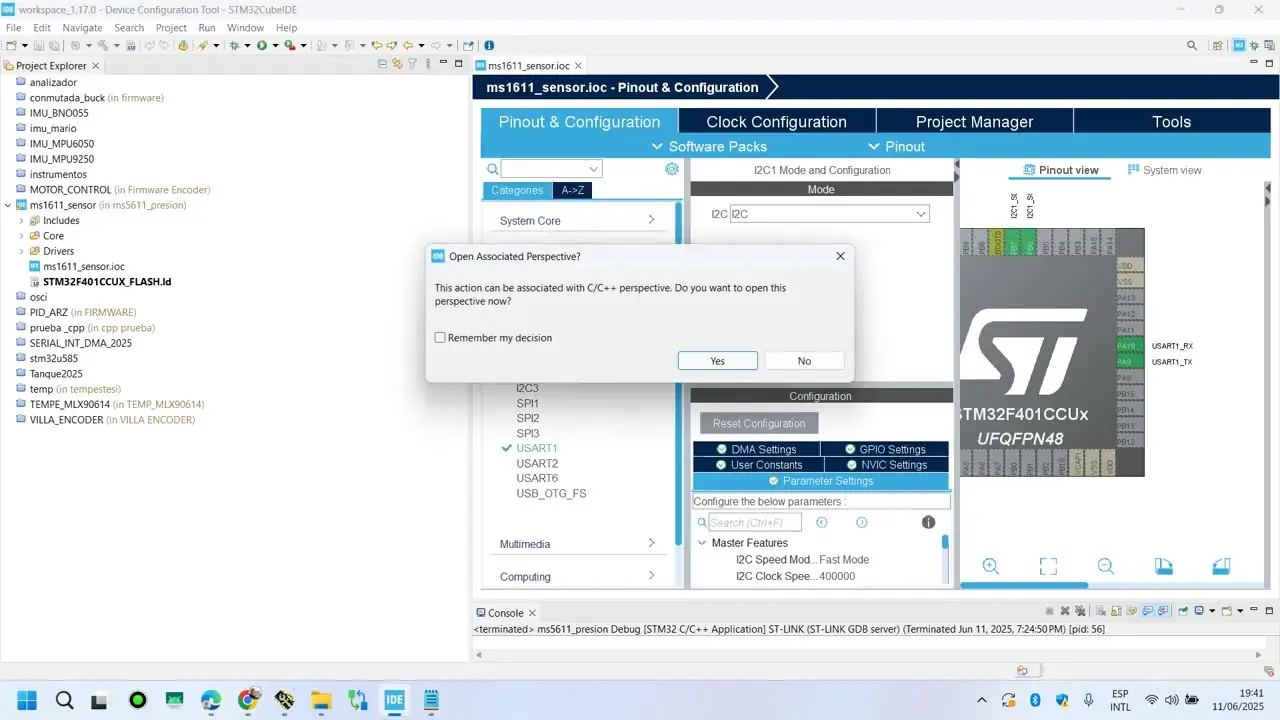 IDE workspace_1.17.0 - Device Configuration Tool - STM32CubeIDE
File Edit Navigate Search Project Run Window Help
Project Explorer
analizador
conmutada_buck (in firmware)
IMU_BNO055
imu_mario
IMU_MPU6050
IMU_MPU9250
instrumentos
MOTOR_CONTROL (in Firmware Encoder)
ms1611_sensor (in ms5611_presion)
Includes
Core
Drivers
ms1611_sensor.ioc
STM32F401CCUX_FLASH.ld
osci
PID_ARZ (in FIRMWARE)
prueba _cpp (in cpp prueba)
SERIAL_INT_DMA_2025
stm32u585
Tanque2025
temp (in tempestesi)
TEMPE_MLX90614 (in TEMP_MLX90614)
VILLA_ENCODER (in VILLA ENCODER)
MX ms1611_sensor.ioc
ms1611_sensor.ioc - Pinout & Configuration
Pinout & Configuration Clock Configuration Project Manager Tools
Software Packs Pinout
Categories A->Z
System Core
I2C3
SPI1
SPI2
SPI3
USART1
USART2
USART6
USB_OTG_FS
Multimedia
Computing
I2C1 Mode and Configuration
Mode
I2C I2C
IDE Open Associated Perspective?
This action can be associated with C/C++ perspective. Do you want to open this
perspective now?
Remember my decision
Yes No
Configuration
Reset Configuration
DMA Settings GPIO Settings
User Constants NVIC Settings
Parameter Settings
Configure the below parameters :
Search (Ctrl+F)
Master Features
I2C Speed Mod... Fast Mode
I2C Clock Spee... 400000
Pinout view System view
I2C1_S I2C1_S
VDD
VSS
PA13
PA12
PA11
PA10 USART1_RX
PA9 USART1_TX
PA8
PB15
PB14
PB13
PB12
STM32F401CCUx
UFQFPN48
Console
<terminated> ms5611_presion Debug [STM32 C/C++ Application] ST-LINK (ST-LINK GDB server) (Terminated Jun 11, 2025, 7:24:50 PM) [pid: 56]
IDE
ESP
INTL
19:41
11/06/2025